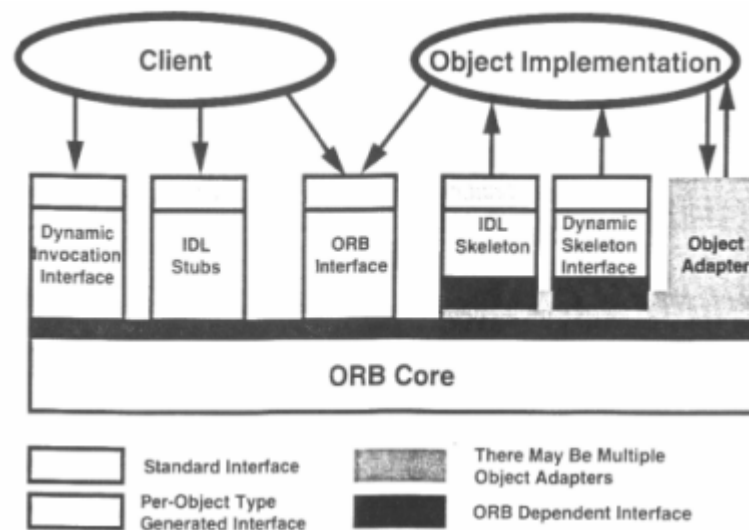 Client
Object Implementation
Dynamic
Invocation
Interface
IDL
Stubs
ORB
Interface
IDL
Skeleton
Dynamic
Skeleton
Interface
Object
Adapter
ORB Core
Standard Interface
Per-Object Type
Generated Interface
There May Be Multiple
Object Adapters
ORB Dependent Interface